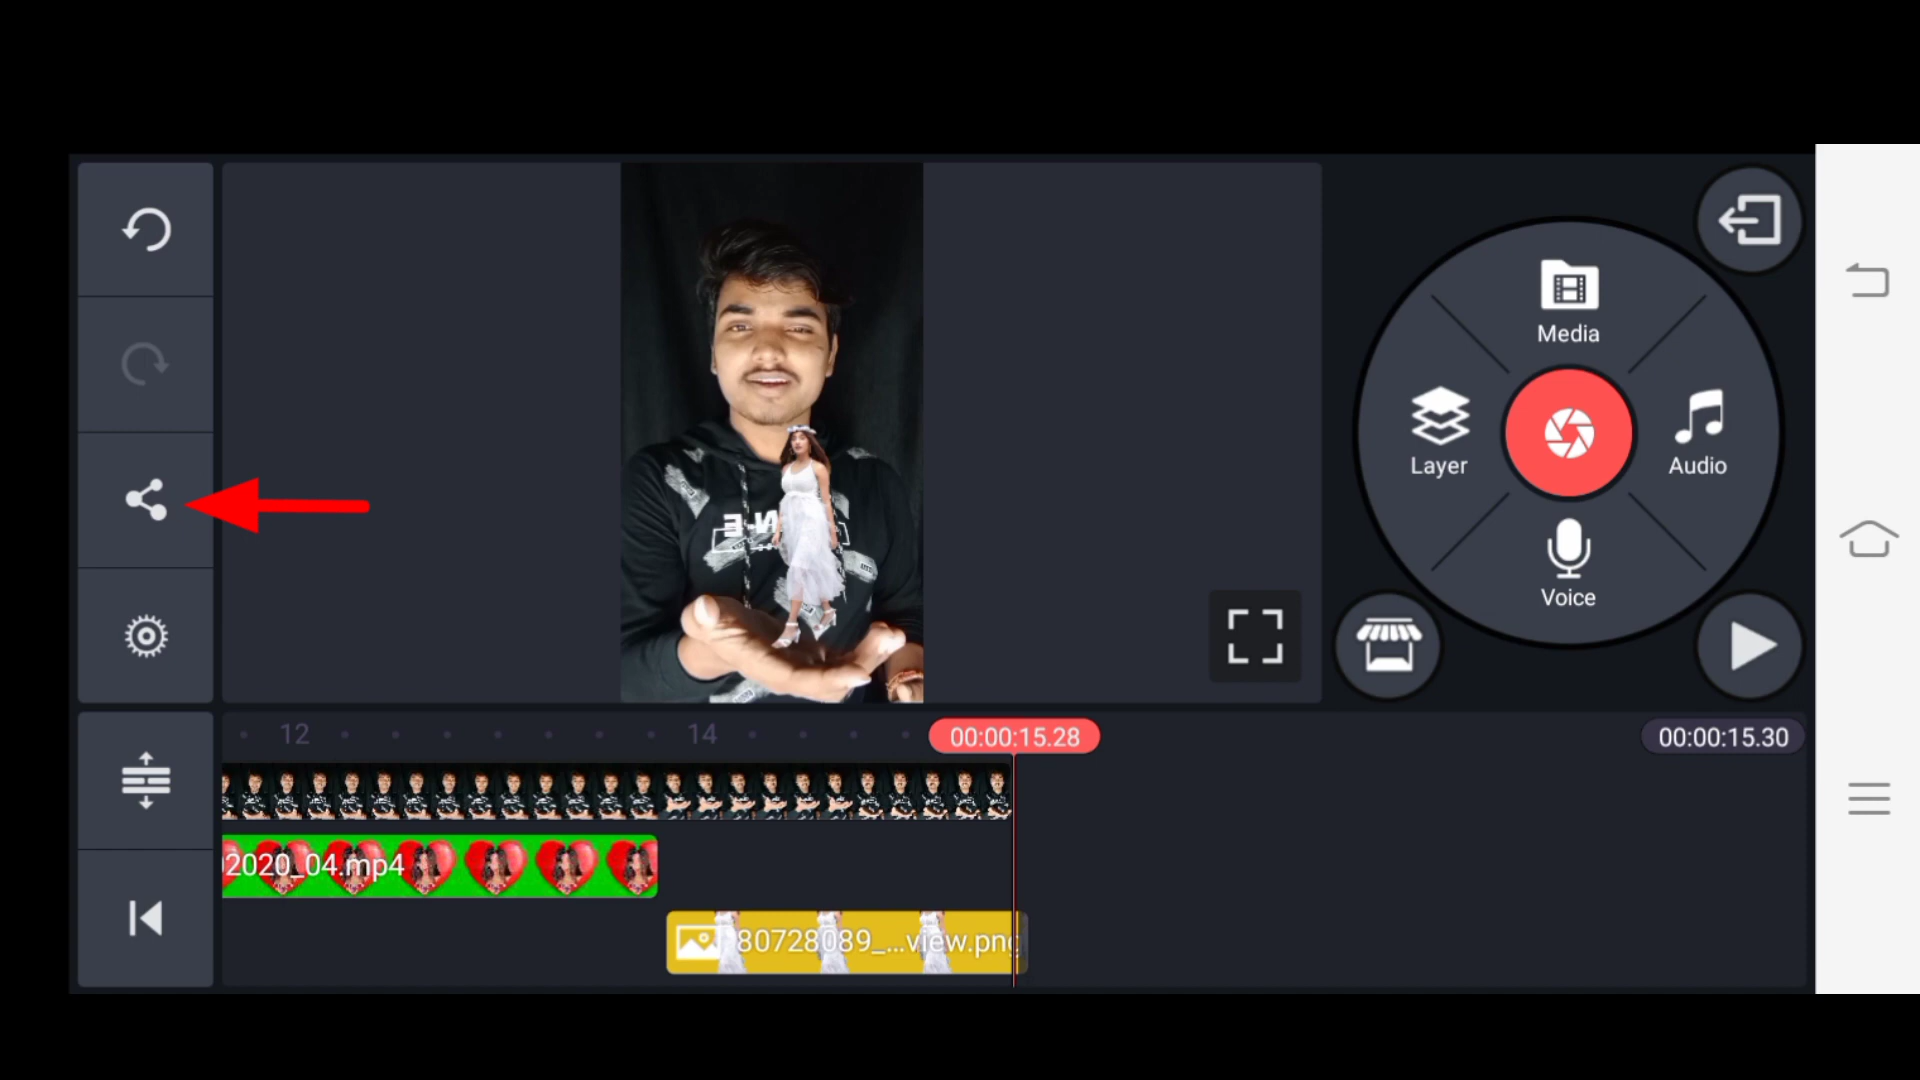 Media
Layer
Audio
Voice
12
14
00:00:15.28
00:00:15.30
2020_04.mp4
80728089_...view.png